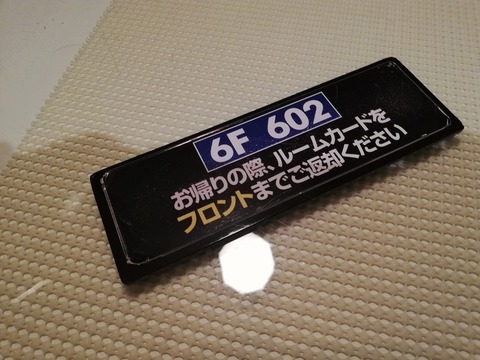 6F 602
お帰りの際、ルームカードを
フロントまでご返却ください